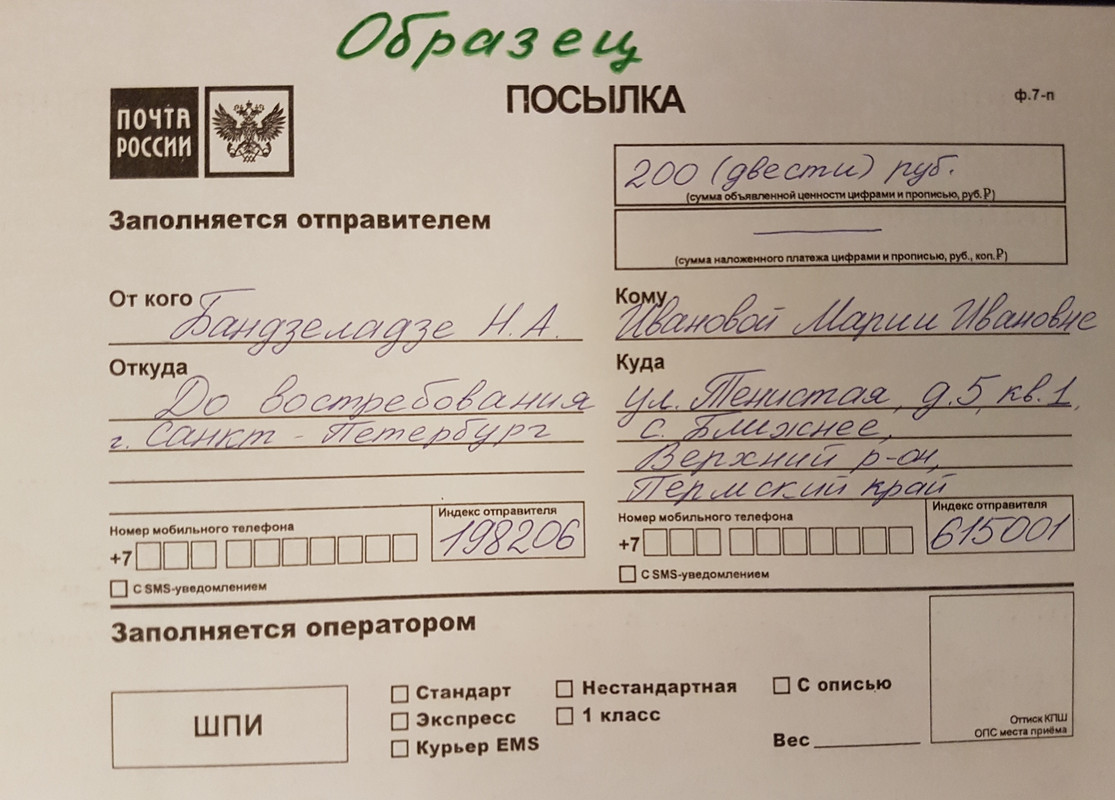 Образец
ПОЧТА
РОССИИ
ПОСЫЛКА
ф.7-п
200 (двести) руб.
(сумма объявленной ценности цифрами и прописью, руб.₽)
(сумма наложенного платежа цифрами и прописью, руб., коп.₽)
Заполняется отправителем
От кого
Бандзеладзе Н.А.
Откуда
До востребования
г. Санкт-Петербург
Номер мобильного телефона
+7
Индекс отправителя
198206
С SMS-уведомлением
Кому
Ивановой Марии Ивановне
Куда
ул. Тенистая, д.5, кв.1,
с. Ближнее,
Верхний р-он,
Пермский край
Номер мобильного телефона
+7
Индекс отправителя
615001
С SMS-уведомлением
Заполняется оператором
ШПИ
Стандарт
Экспресс
Курьер EMS
Нестандартная
1 класс
С описью
Вес
Оттиск КПШ
ОПС места приёма